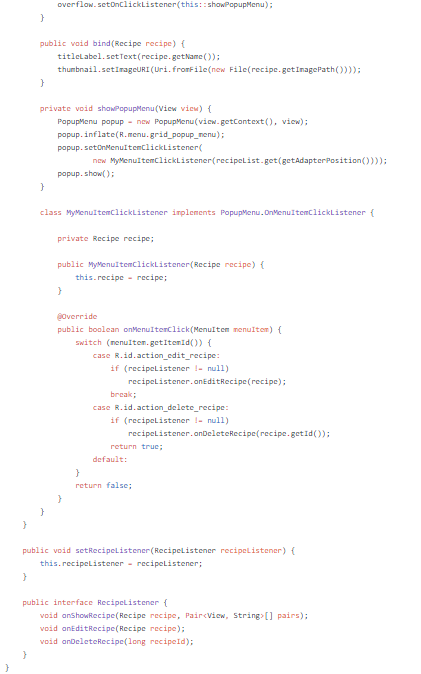 overflow.setOnClickListener(this::showPopupMenu);
}
public void bind(Recipe recipe) {
titleLabel.setText(recipe.getName());
thumbnail.setImageURI(Uri.fromFile(new File(recipe.getImagePath())));
}
private void showPopupMenu(View view) {
PopupMenu popup = new PopupMenu(view.getContext(), view);
popup.inflate(R.menu.grid_popup_menu);
popup.setOnMenuItemClickListener(
new MyMenuItemClickListener(recipeList.get(getAdapterPosition())));
popup.show();
}
class MyMenuItemClickListener implements PopupMenu.OnMenuItemClickListener {
private Recipe recipe;
public MyMenuItemClickListener(Recipe recipe) {
this.recipe = recipe;
}
@Override
public boolean onMenuItemClick(MenuItem menuItem) {
switch (menuItem.getItemId()) {
case R.id.action_edit_recipe:
if (recipeListener != null)
recipeListener.onEditRecipe(recipe);
break;
case R.id.action_delete_recipe:
if (recipeListener != null)
recipeListener.onDeleteRecipe(recipe.getId());
return true;
default:
}
return false;
}
}
}
public void setRecipeListener(RecipeListener recipeListener) {
this.recipeListener = recipeListener;
}
public interface RecipeListener {
void onShowRecipe(Recipe recipe, Pair<View, String>[] pairs);
void onEditRecipe(Recipe recipe);
void onDeleteRecipe(long recipeId);
}
}